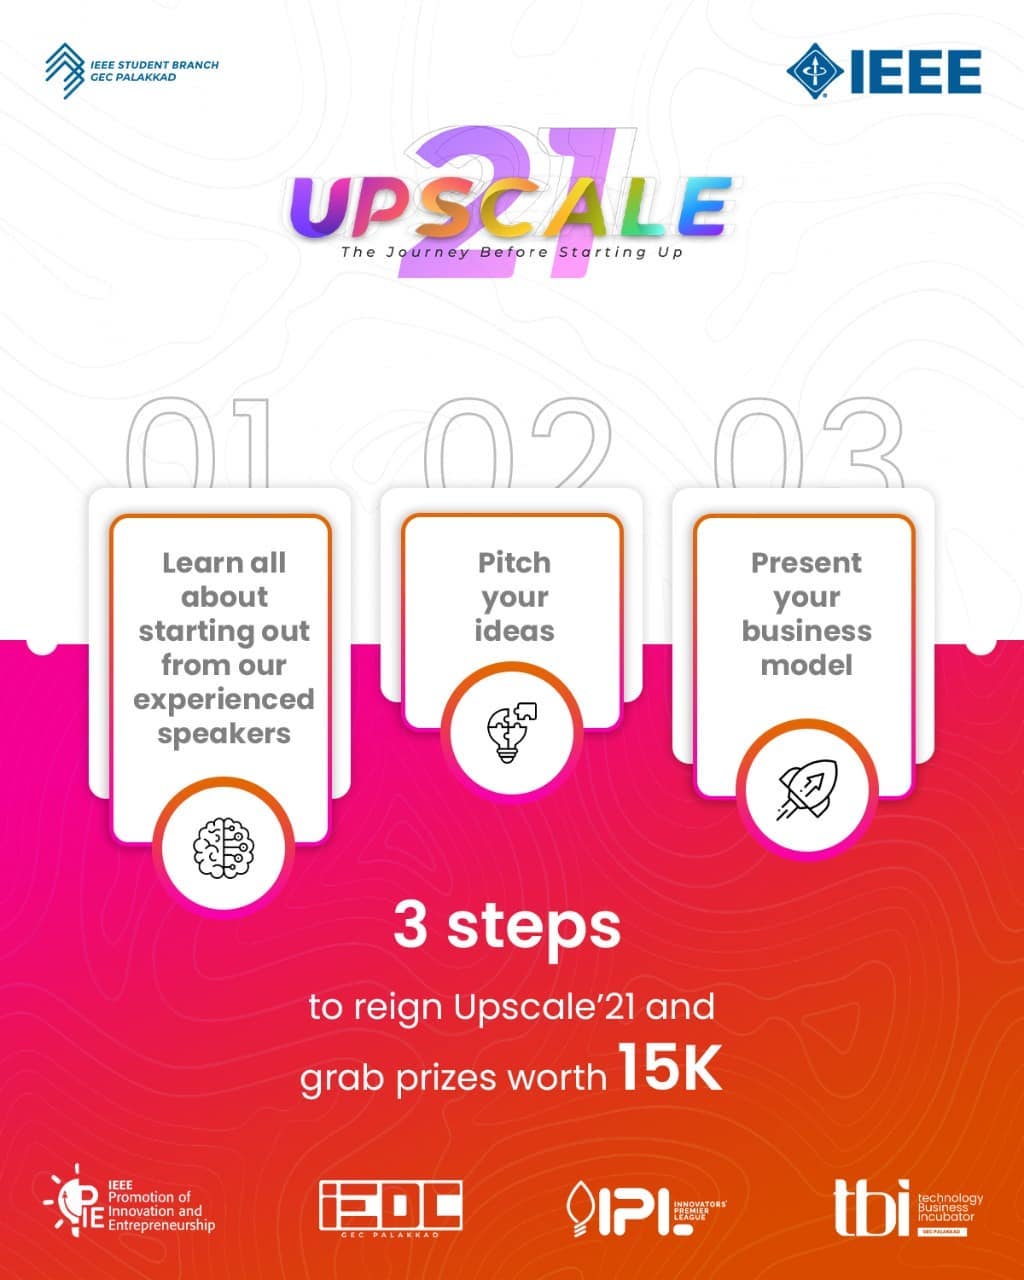 IEEE STUDENT BRANCH
GEC PALAKKAD
IEEE
21
UPSCALE
The Journey Before Starting Up
01
Learn all
about
starting out
from our
experienced
speakers
02
Pitch
your
ideas
03
Present
your
business
model
3 steps
to reign Upscale’21 and
grab prizes worth 15K
PIE
IEEE
Promotion of
Innovation and
Entrepreneurship
iEDC
GEC PALAKKAD
IPL
INNOVATORS'
PREMIER
LEAGUE
tbi
technology
Business
incubator
GEC PALAKKAD